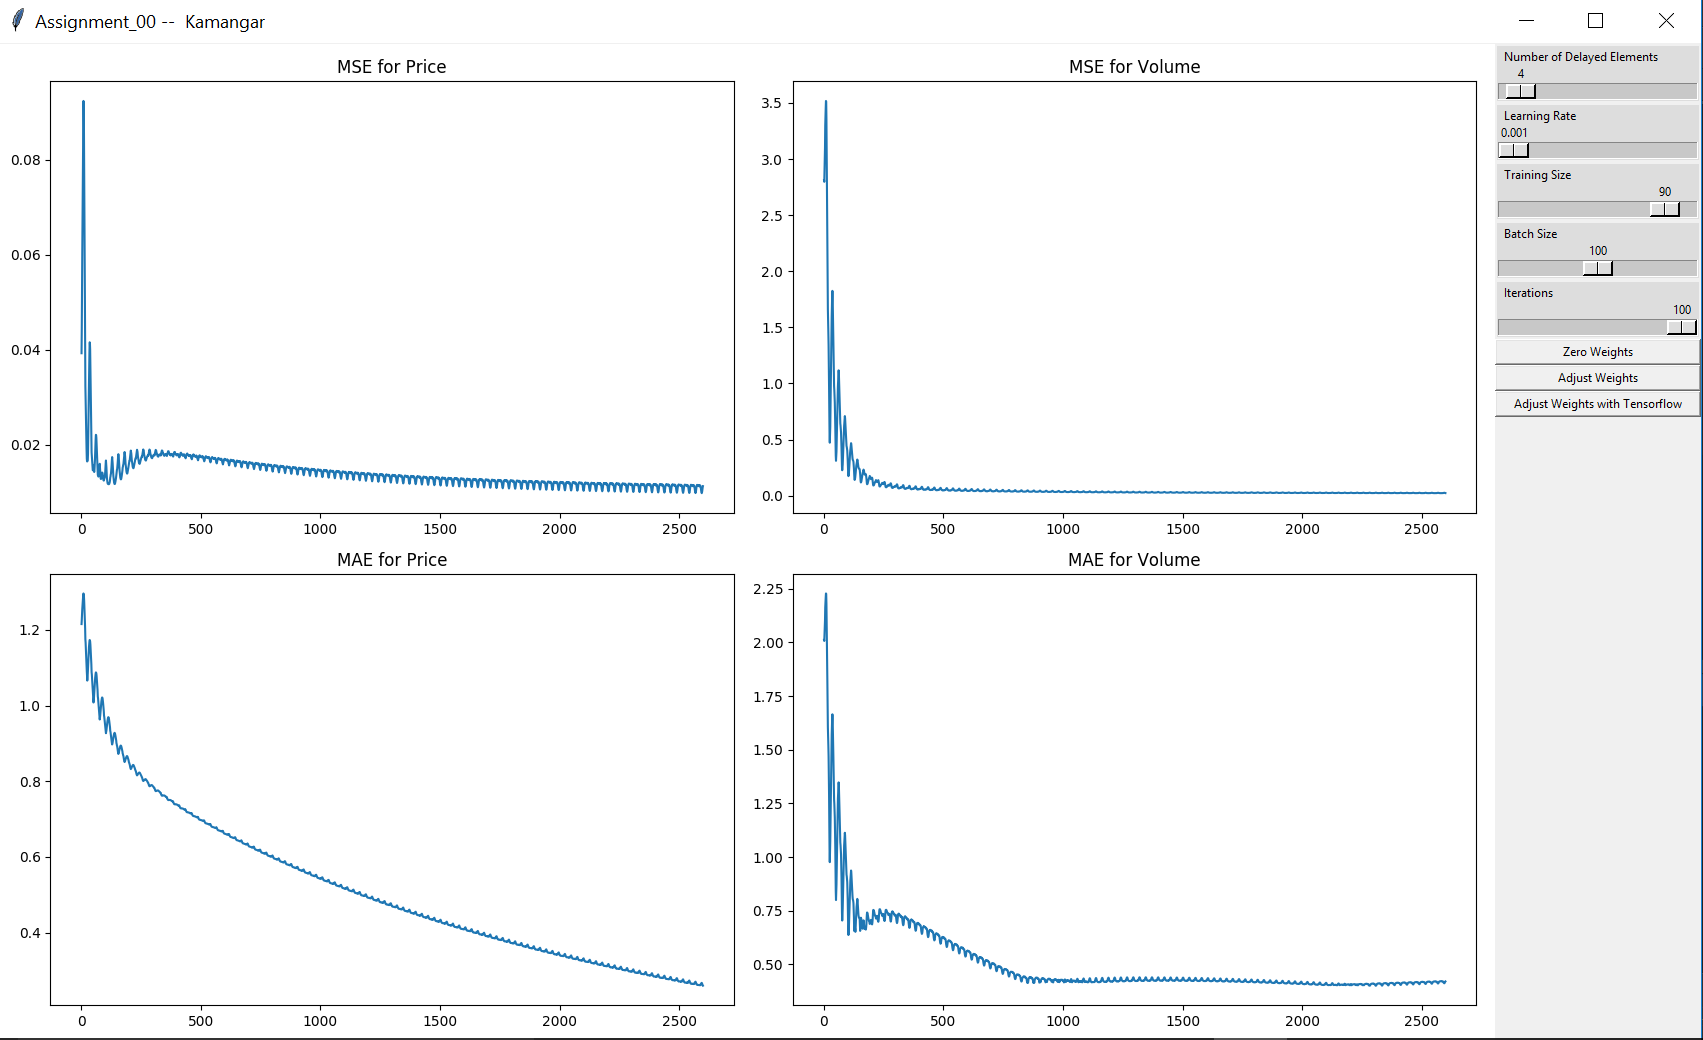 Assignment_00 -- Kamangar
MSE for Price
0.08
0.06
0.04
0.02
0 500 1000 1500 2000 2500
MSE for Volume
3.5
3.0
2.5
2.0
1.5
1.0
0.5
0.0
0 500 1000 1500 2000 2500
MAE for Price
1.2
1.0
0.8
0.6
0.4
0 500 1000 1500 2000 2500
MAE for Volume
2.25
2.00
1.75
1.50
1.25
1.00
0.75
0.50
0 500 1000 1500 2000 2500
Number of Delayed Elements
4
Learning Rate
0.001
Training Size
90
Batch Size
100
Iterations
100
Zero Weights
Adjust Weights
Adjust Weights with Tensorflow